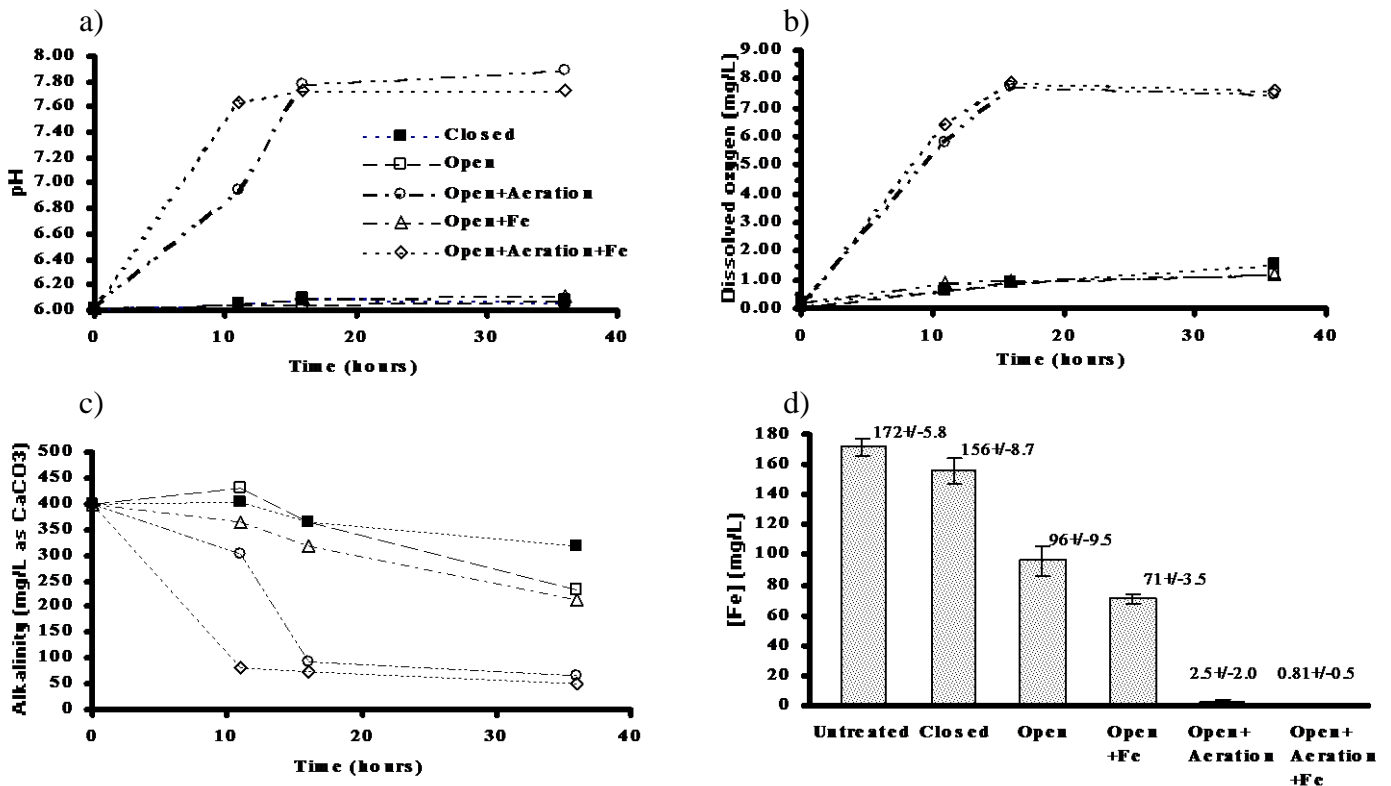 a)
8.00
7.80
7.60
7.40
7.20
7.00
6.80
6.60
6.40
6.20
6.00
pH
0
10
20
30
40
Time (hours)
Closed
Open
Open+Aeration
Open+Fe
Open+Aeration+Fe
b)
9.00
8.00
7.00
6.00
5.00
4.00
3.00
2.00
1.00
0.00
Dissolved oxygen (mg/L)
0
10
20
30
40
Time (hours)
c)
500
450
400
350
300
250
200
150
100
50
0
Alkalinity (mg/L as CaCO3)
0
10
20
30
40
Time (hours)
d)
180
160
140
120
100
80
60
40
20
0
[Fe] (mg/L)
172+/-5.8
156+/-8.7
96+/-9.5
71+/-3.5
2.5+/-2.0
0.81+/-0.5
Untreated
Closed
Open
Open
+Fe
Open+
Aeration
Open+
Aeration
+Fe